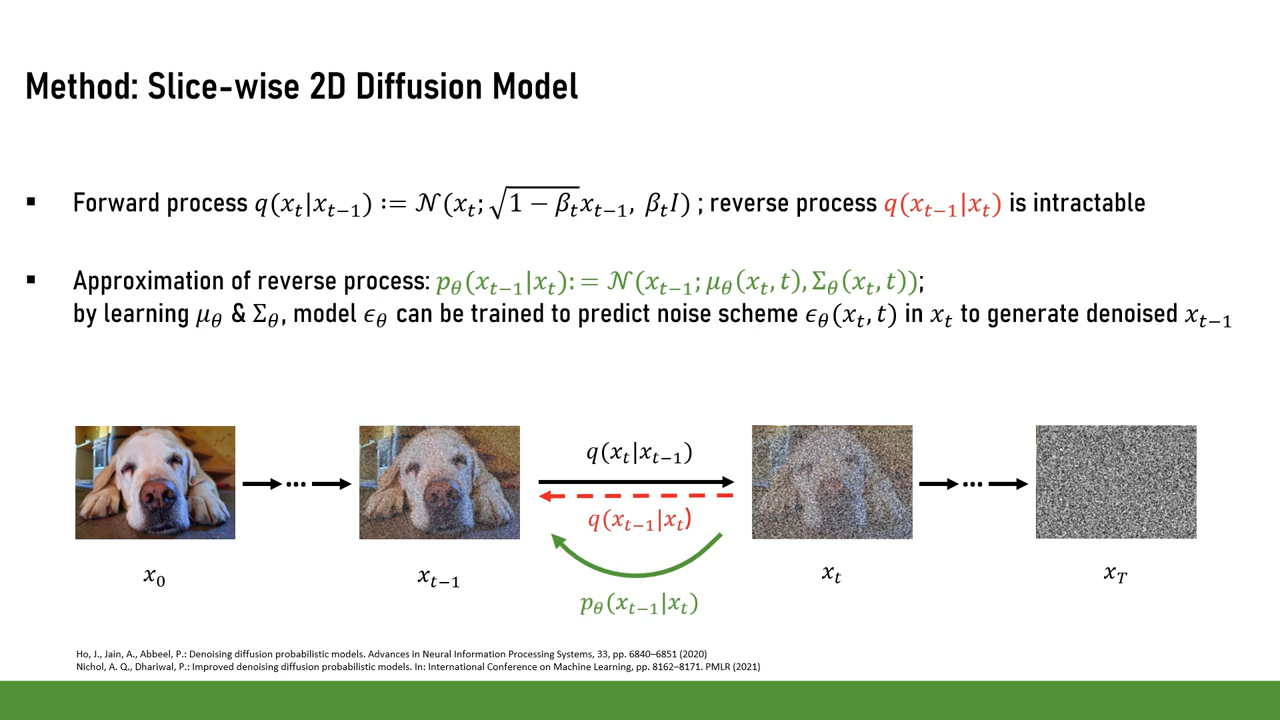 Method: Slice-wise 2D Diffusion Model
▪ Forward process q(x_t|x_{t−1}) := 𝒩(x_t; √(1 − β_t)x_{t−1}, β_t I) ; reverse process q(x_{t−1}|x_t) is intractable
▪ Approximation of reverse process: p_θ(x_{t−1}|x_t): = 𝒩(x_{t−1}; μ_θ(x_t, t), Σ_θ(x_t, t));
by learning μ_θ & Σ_θ, model ϵ_θ can be trained to predict noise scheme ϵ_θ(x_t, t) in x_t to generate denoised x_{t−1}
q(x_t|x_{t−1})
...
...
q(x_{t−1}|x_t)
x_0
x_{t−1}
x_t
x_T
p_θ(x_{t−1}|x_t)
Ho, J., Jain, A., Abbeel, P.: Denoising diffusion probabilistic models. Advances in Neural Information Processing Systems, 33, pp. 6840–6851 (2020)
Nichol, A. Q., Dhariwal, P.: Improved denoising diffusion probabilistic models. In: International Conference on Machine Learning, pp. 8162–8171. PMLR (2021)